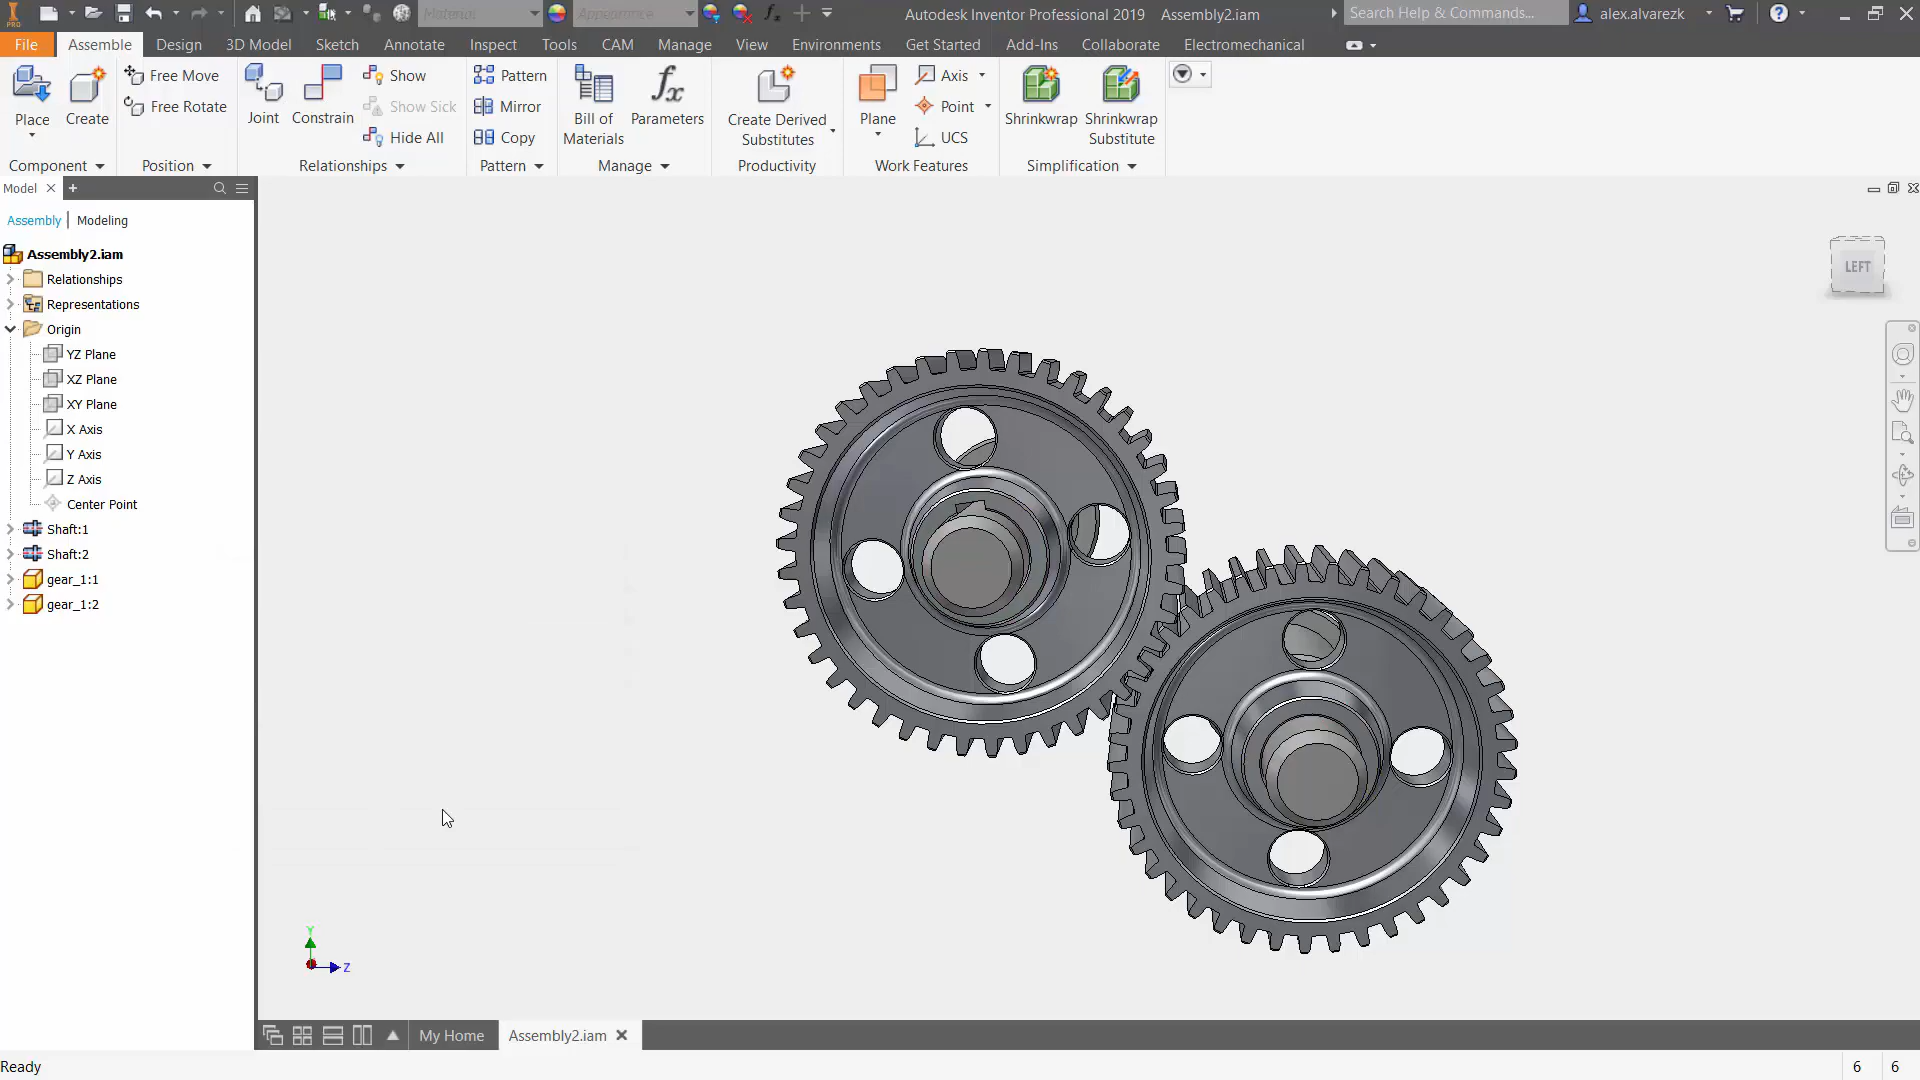 PRO
Material
Appearance
Autodesk Inventor Professional 2019 Assembly2.iam
Search Help & Commands...
alex.alvarezk
File Assemble Design 3D Model Sketch Annotate Inspect Tools CAM Manage View Environments Get Started Add-Ins Collaborate Electromechanical
Place
Create
Component
Free Move
Free Rotate
Position
Joint
Constrain
Show
Show Sick
Hide All
Relationships
Pattern
Mirror
Copy
Pattern
Bill of
Materials
fx
Parameters
Manage
Create Derived
Substitutes
Productivity
Plane
Axis
Point
UCS
Work Features
Shrinkwrap
Shrinkwrap
Substitute
Simplification
Model
Assembly | Modeling
Assembly2.iam
Relationships
Representations
Origin
YZ Plane
XZ Plane
XY Plane
X Axis
Y Axis
Z Axis
Center Point
Shaft:1
Shaft:2
gear_1:1
gear_1:2
LEFT
Y
Z
My Home
Assembly2.iam
Ready
6 6